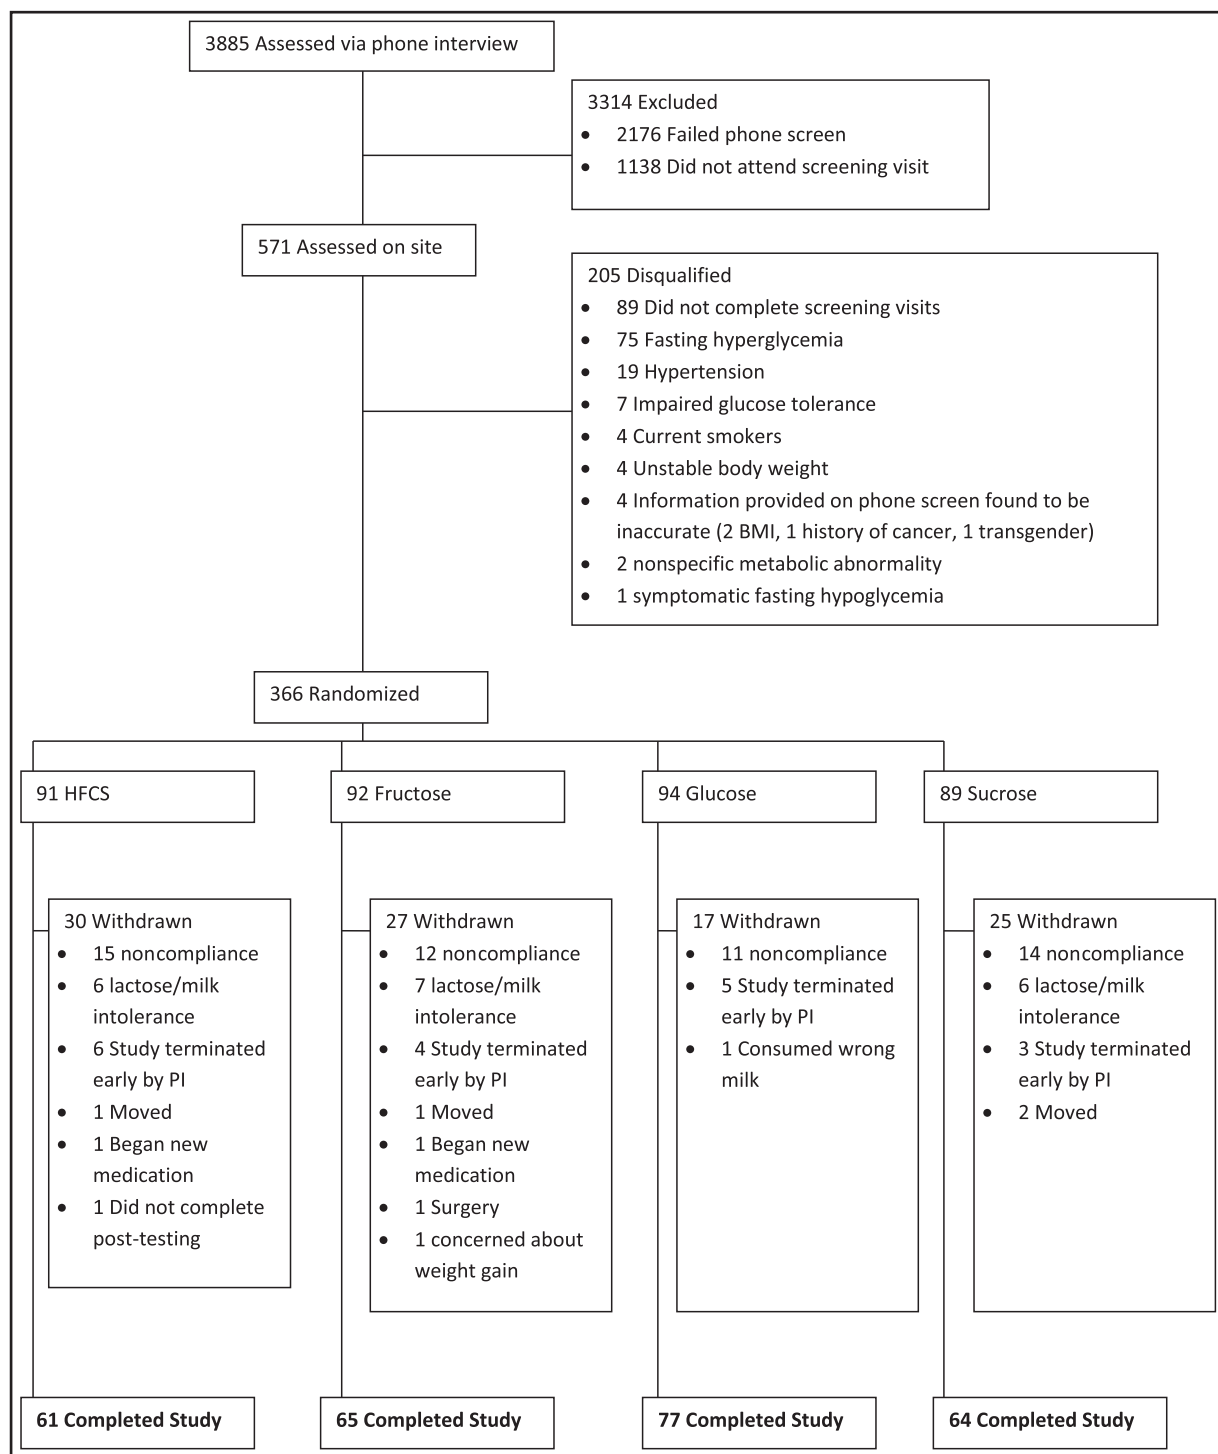 3885 Assessed via phone interview
3314 Excluded
• 2176 Failed phone screen
• 1138 Did not attend screening visit
571 Assessed on site
205 Disqualified
• 89 Did not complete screening visits
• 75 Fasting hyperglycemia
• 19 Hypertension
• 7 Impaired glucose tolerance
• 4 Current smokers
• 4 Unstable body weight
• 4 Information provided on phone screen found to be
inaccurate (2 BMI, 1 history of cancer, 1 transgender)
• 2 nonspecific metabolic abnormality
• 1 symptomatic fasting hypoglycemia
366 Randomized
91 HFCS
92 Fructose
94 Glucose
89 Sucrose
30 Withdrawn
• 15 noncompliance
• 6 lactose/milk
intolerance
• 6 Study terminated
early by PI
• 1 Moved
• 1 Began new
medication
• 1 Did not complete
post-testing
27 Withdrawn
• 12 noncompliance
• 7 lactose/milk
intolerance
• 4 Study terminated
early by PI
• 1 Moved
• 1 Began new
medication
• 1 Surgery
• 1 concerned about
weight gain
17 Withdrawn
• 11 noncompliance
• 5 Study terminated
early by PI
• 1 Consumed wrong
milk
25 Withdrawn
• 14 noncompliance
• 6 lactose/milk
intolerance
• 3 Study terminated
early by PI
• 2 Moved
61 Completed Study
65 Completed Study
77 Completed Study
64 Completed Study